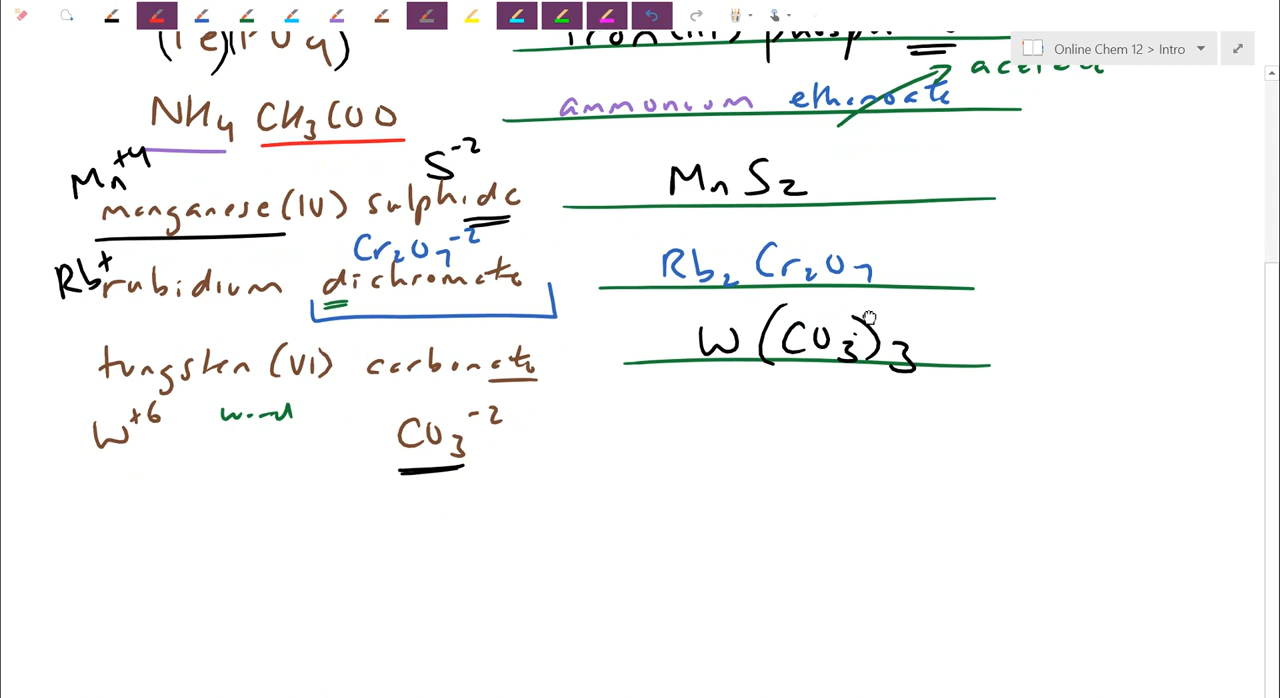 Online Chem 12 > Intro
NH4 CH3COO ammonium ethanoate
Mn+4 S-2
manganese (IV) sulphide MnS2
Cr2O7-2
Rb+ rubidium dichromate Rb2Cr2O7
tungsten (VI) carbonate W(CO3)3
W+6 CO3-2